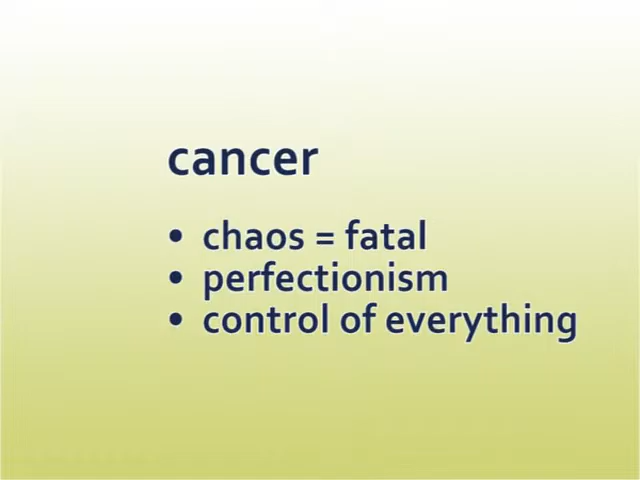 cancer
• chaos = fatal
• perfectionism
• control of everything